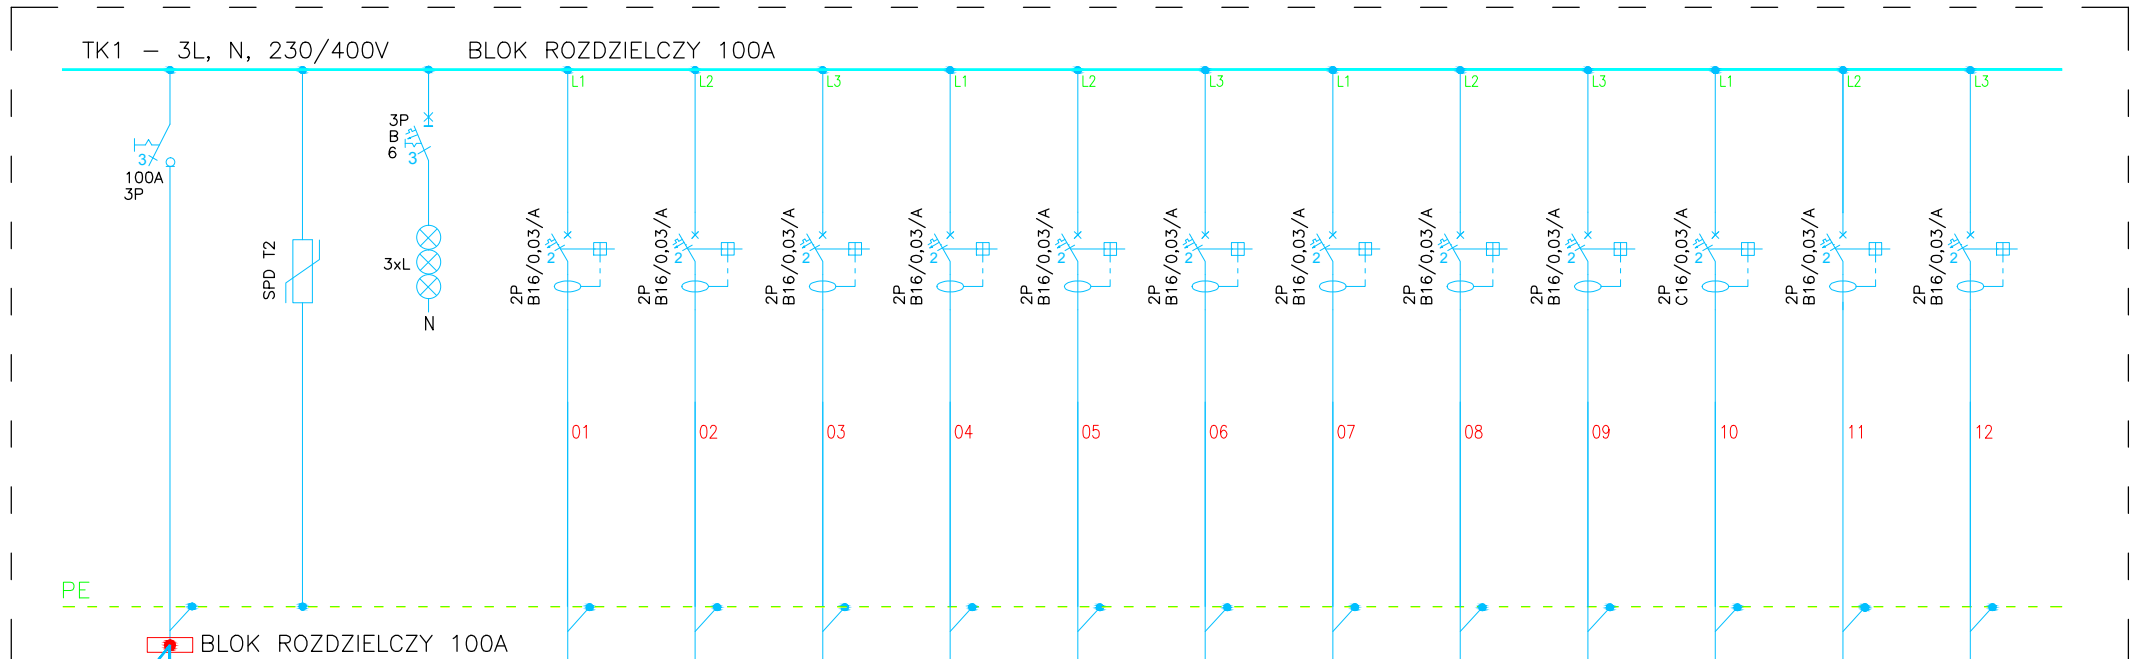 TK1 – 3L, N, 230/400V
BLOK ROZDZIELCZY 100A
L1
L2
L3
L1
L2
L3
L1
L2
L3
L1
L2
L3
3
100A
3P
SPD T2
3P
B
6
3
3xL
N
2P
B16/0,03/A
2
2P
B16/0,03/A
2
2P
B16/0,03/A
2
2P
B16/0,03/A
2
2P
B16/0,03/A
2
2P
B16/0,03/A
2
2P
B16/0,03/A
2
2P
B16/0,03/A
2
2P
B16/0,03/A
2
2P
C16/0,03/A
2
2P
B16/0,03/A
2
2P
B16/0,03/A
2
01
02
03
04
05
06
07
08
09
10
11
12
PE
BLOK ROZDZIELCZY 100A